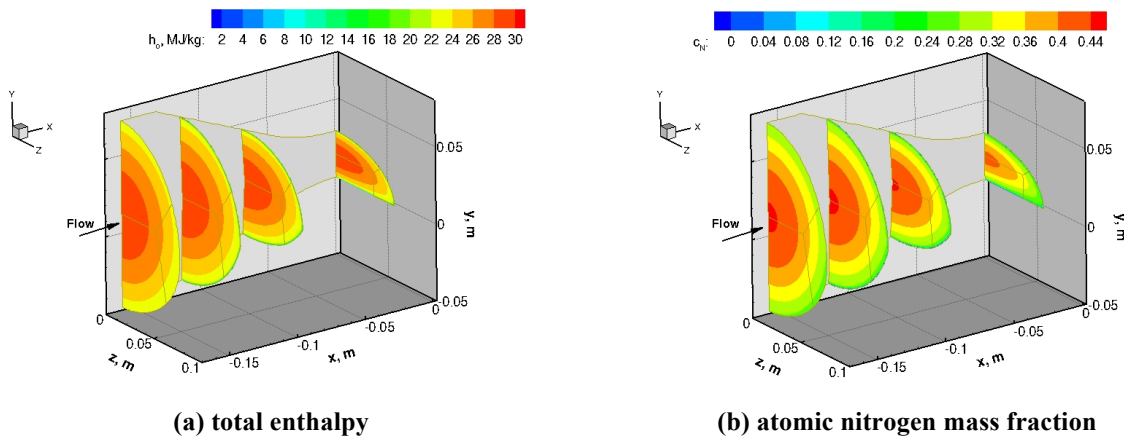 h₀, MJ/kg: 2 4 6 8 10 12 14 16 18 20 22 24 26 28 30
Y
X
Z
Flow
0.05
0
-0.05
y, m
0
0.05
0.1
z, m
-0.15
-0.1
-0.05
0
x, m
(a) total enthalpy
c_N: 0 0.04 0.08 0.12 0.16 0.2 0.24 0.28 0.32 0.36 0.4 0.44
Y
X
Z
Flow
0.05
0
-0.05
y, m
0
0.05
0.1
z, m
-0.15
-0.1
-0.05
0
x, m
(b) atomic nitrogen mass fraction